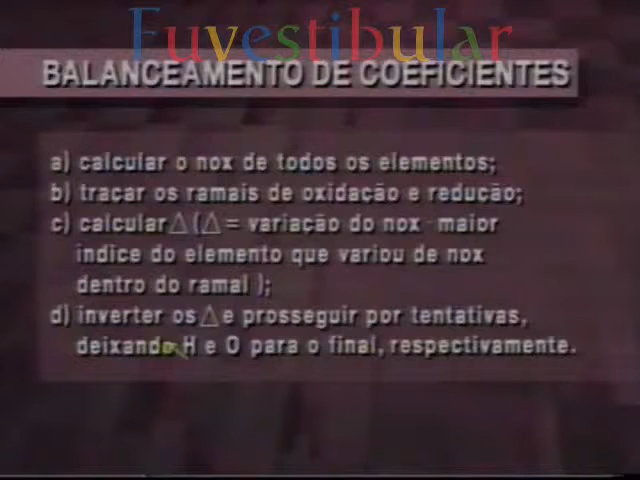 Fuvestibular
BALANCEAMENTO DE COEFICIENTES
a) calcular o nox de todos os elementos;
b) traçar os ramais de oxidação e redução;
c) calcular △ (△ = variação do nox · maior
índice do elemento que variou de nox
dentro do ramal );
d) inverter os △ e prosseguir por tentativas,
deixando H e O para o final, respectivamente.